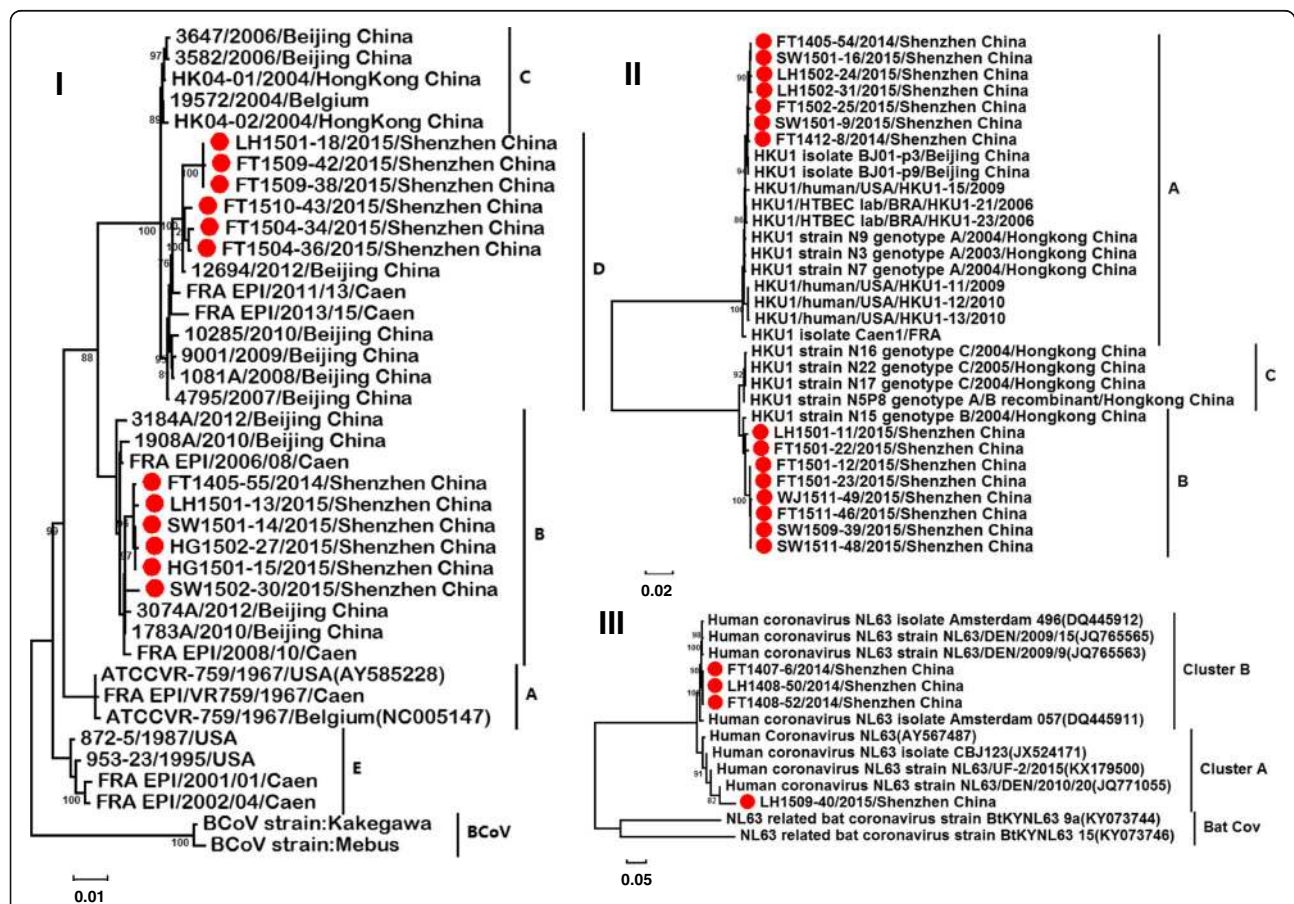 I
3647/2006/Beijing China
97
3582/2006/Beijing China
HK04-01/2004/HongKong China
C
19572/2004/Belgium
89
HK04-02/2004/HongKong China
LH1501-18/2015/Shenzhen China
FT1509-42/2015/Shenzhen China
100
FT1509-38/2015/Shenzhen China
FT1510-43/2015/Shenzhen China
100
100
FT1504-34/2015/Shenzhen China
100
FT1504-36/2015/Shenzhen China
76
12694/2012/Beijing China
D
FRA EPI/2011/13/Caen
FRA EPI/2013/15/Caen
10285/2010/Beijing China
9001/2009/Beijing China
88
1081A/2008/Beijing China
4795/2007/Beijing China
3184A/2012/Beijing China
1908A/2010/Beijing China
FRA EPI/2006/08/Caen
FT1405-55/2014/Shenzhen China
LH1501-13/2015/Shenzhen China
SW1501-14/2015/Shenzhen China
99
B
HG1502-27/2015/Shenzhen China
97
HG1501-15/2015/Shenzhen China
SW1502-30/2015/Shenzhen China
3074A/2012/Beijing China
1783A/2010/Beijing China
FRA EPI/2008/10/Caen
ATCCVR-759/1967/USA(AY585228)
FRA EPI/VR759/1967/Caen
A
ATCCVR-759/1967/Belgium(NC005147)
872-5/1987/USA
953-23/1995/USA
E
FRA EPI/2001/01/Caen
100
FRA EPI/2002/04/Caen
BCoV strain:Kakegawa
BCoV
100
BCoV strain:Mebus
0.01
II
FT1405-54/2014/Shenzhen China
SW1501-16/2015/Shenzhen China
90
LH1502-24/2015/Shenzhen China
LH1502-31/2015/Shenzhen China
FT1502-25/2015/Shenzhen China
SW1501-9/2015/Shenzhen China
FT1412-8/2014/Shenzhen China
HKU1 isolate BJ01-p3/Beijing China
94
HKU1 isolate BJ01-p9/Beijing China
A
HKU1/human/USA/HKU1-15/2009
HKU1/HTBEC lab/BRA/HKU1-21/2006
86
HKU1/HTBEC lab/BRA/HKU1-23/2006
HKU1 strain N9 genotype A/2004/Hongkong China
HKU1 strain N3 genotype A/2003/Hongkong China
HKU1 strain N7 genotype A/2004/Hongkong China
HKU1/human/USA/HKU1-11/2009
HKU1/human/USA/HKU1-12/2010
100
HKU1/human/USA/HKU1-13/2010
HKU1 isolate Caen1/FRA
HKU1 strain N16 genotype C/2004/Hongkong China
HKU1 strain N22 genotype C/2005/Hongkong China
92
C
HKU1 strain N17 genotype C/2004/Hongkong China
HKU1 strain N5P8 genotype A/B recombinant/Hongkong China
HKU1 strain N15 genotype B/2004/Hongkong China
LH1501-11/2015/Shenzhen China
FT1501-22/2015/Shenzhen China
FT1501-12/2015/Shenzhen China
FT1501-23/2015/Shenzhen China
B
WJ1511-49/2015/Shenzhen China
100
FT1511-46/2015/Shenzhen China
SW1509-39/2015/Shenzhen China
SW1511-48/2015/Shenzhen China
0.02
III
Human coronavirus NL63 isolate Amsterdam 496(DQ445912)
98
Human coronavirus NL63 strain NL63/DEN/2009/15(JQ765565)
100
Human coronavirus NL63 strain NL63/DEN/2009/9(JQ765563)
98
FT1407-6/2014/Shenzhen China
Cluster B
LH1408-50/2014/Shenzhen China
100
FT1408-52/2014/Shenzhen China
Human coronavirus NL63 isolate Amsterdam 057(DQ445911)
Human Coronavirus NL63(AY567487)
Human coronavirus NL63 isolate CBJ123(JX524171)
91
Human coronavirus NL63 strain NL63/UF-2/2015(KX179500)
Cluster A
Human coronavirus NL63 strain NL63/DEN/2010/20(JQ771055)
82
LH1509-40/2015/Shenzhen China
NL63 related bat coronavirus strain BtKYNL63 9a(KY073744)
Bat Cov
NL63 related bat coronavirus strain BtKYNL63 15(KY073746)
0.05